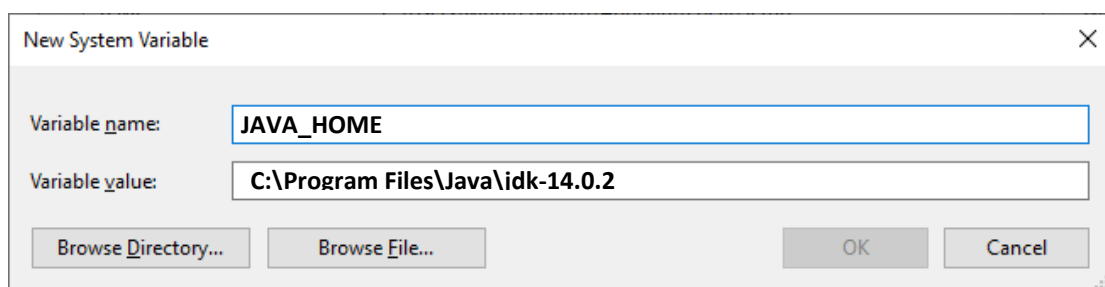 New System Variable
Variable name: JAVA_HOME
Variable value: C:\Program Files\Java\idk-14.0.2
Browse Directory... Browse File... OK Cancel